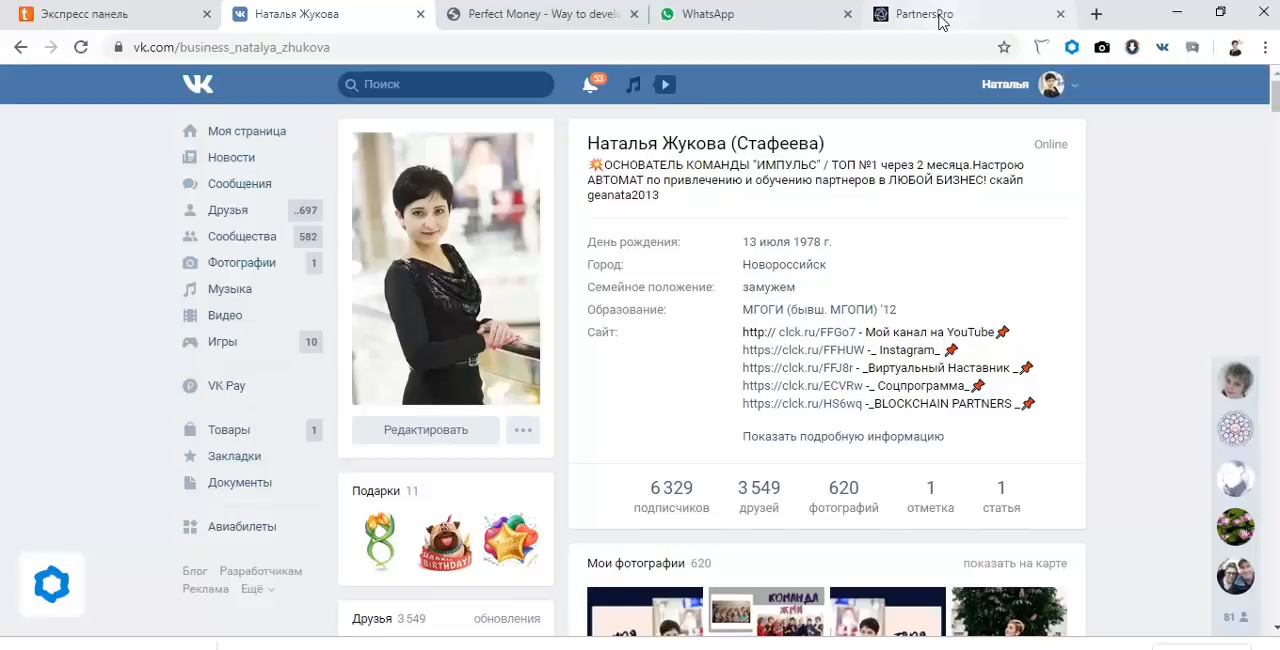 Экспресс панель
Наталья Жукова
Perfect Money - Way to devel
WhatsApp
PartnersPro
vk.com/business_natalya_zhukova
Поиск
53
Наталья
Моя страница
Новости
Сообщения
Друзья ..697
Сообщества 582
Фотографии 1
Музыка
Видео
Игры 10
VK Pay
Товары 1
Закладки
Документы
Авиабилеты
Блог Разработчикам
Реклама Ещё
Редактировать
Подарки 11
Друзья 3 549 обновления
Наталья Жукова (Стафеева) Online
💥ОСНОВАТЕЛЬ КОМАНДЫ "ИМПУЛЬС" / ТОП №1 через 2 месяца.Настрою
АВТОМАТ по привлечению и обучению партнеров в ЛЮБОЙ БИЗНЕС! скайп
geanata2013
День рождения: 13 июля 1978 г.
Город: Новороссийск
Семейное положение: замужем
Образование: МГОГИ (бывш. МГОПИ) '12
Сайт: http:// clck.ru/FFGo7 - Мой канал на YouTube📌
https://clck.ru/FFHUW -_ Instagram_ 📌
https://clck.ru/FFJ8r - _Виртуальный Наставник _📌
https://clck.ru/ECVRw -_ Соцпрограмма_📌
https://clck.ru/HS6wq -_BLOCKCHAIN PARTNERS _📌
Показать подробную информацию
6 329 3 549 620 1 1
подписчиков друзей фотографий отметка статья
Мои фотографии 620 показать на карте
КОМАНДА
ЖМИ
81